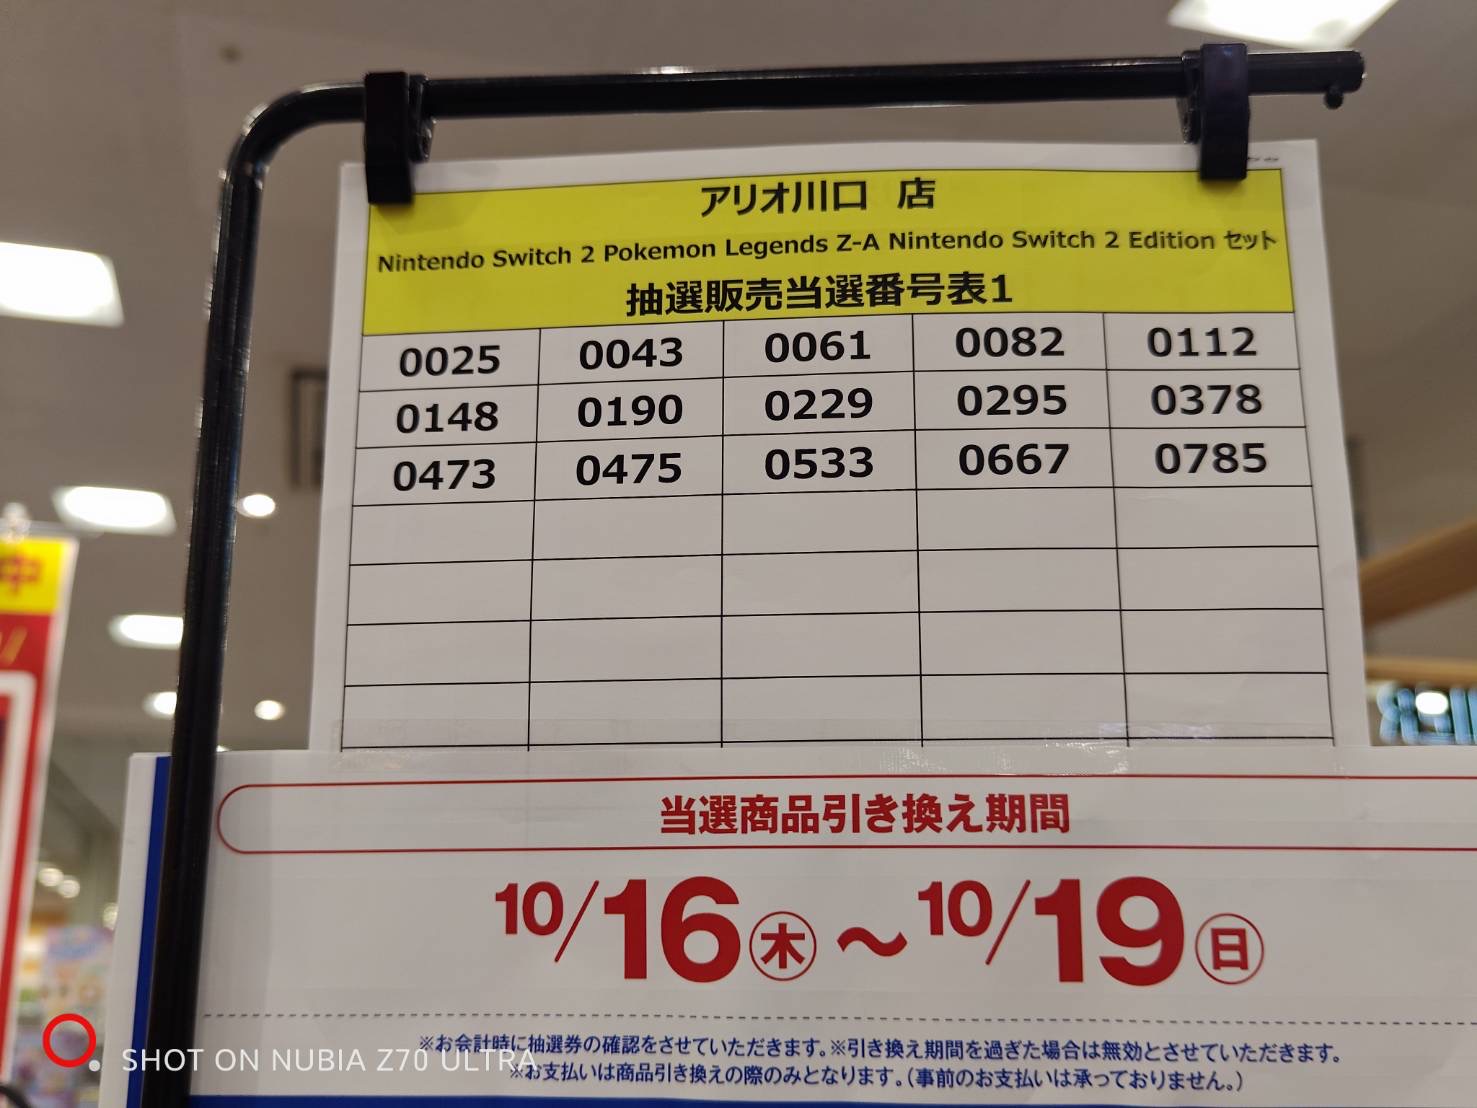 アリオ川口 店
Nintendo Switch 2 Pokemon Legends Z-A Nintendo Switch 2 Edition セット
抽選販売当選番号表1
0025 0043 0061 0082 0112
0148 0190 0229 0295 0378
0473 0475 0533 0667 0785
中
当選商品引き換え期間
10/16㊍～10/19㊐
※お会計時に抽選券の確認をさせていただきます。※引き換え期間を過ぎた場合は無効とさせていただきます。
※お支払いは商品引き換えの際のみとなります。(事前のお支払いは承っておりません。)
SHOT ON NUBIA Z70 ULTRA